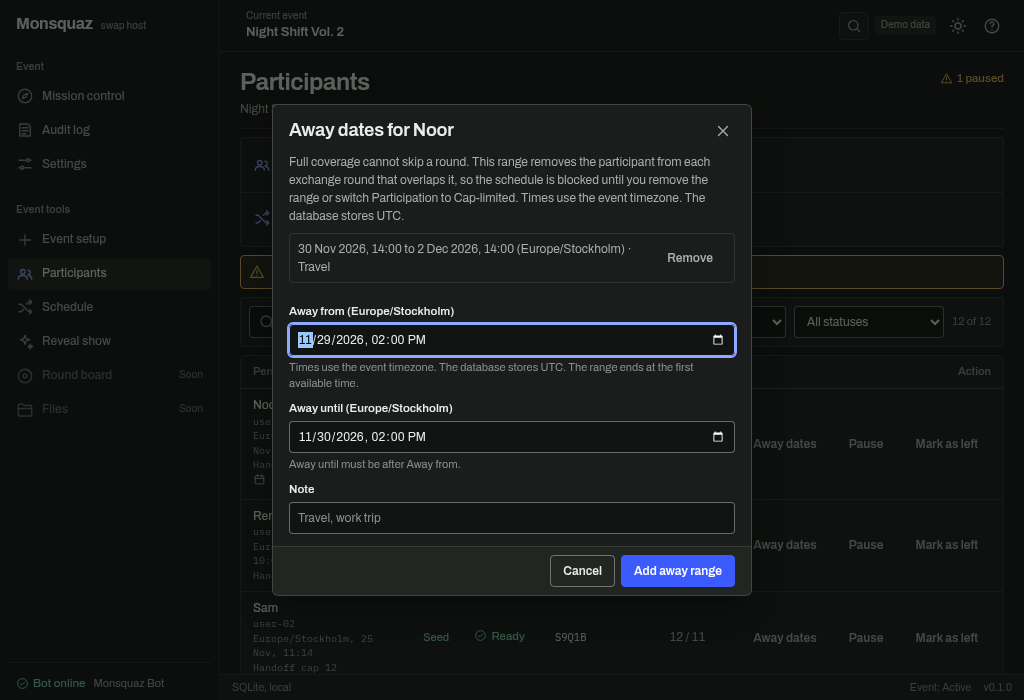 Monsquaz swap host
Current event
Night Shift Vol. 2
Demo data
Event
Mission control
Audit log
Settings
Event tools
Event setup
Participants
Schedule
Reveal show
Round board Soon
Files Soon
Bot online Monsquaz Bot
Participants
1 paused
Night
Away dates for Noor
Full coverage cannot skip a round. This range removes the participant from each
exchange round that overlaps it, so the schedule is blocked until you remove the
range or switch Participation to Cap-limited. Times use the event timezone. The
database stores UTC.
30 Nov 2026, 14:00 to 2 Dec 2026, 14:00 (Europe/Stockholm) ·
Travel
Remove
Away from (Europe/Stockholm)
11/29/2026, 02:00 PM
Times use the event timezone. The database stores UTC. The range ends at the first
available time.
Away until (Europe/Stockholm)
11/30/2026, 02:00 PM
Away until must be after Away from.
Note
Travel, work trip
Cancel
Add away range
All statuses
12 of 12
Action
Away dates Pause Mark as left
Away dates Pause Mark as left
Sam
user-02
Europe/Stockholm, 25
Nov, 11:14
Handoff cap 12
Seed
Ready
S9Q1B
12 / 11
Away dates Pause Mark as left
SQLite, local
Event: Active v0.1.0